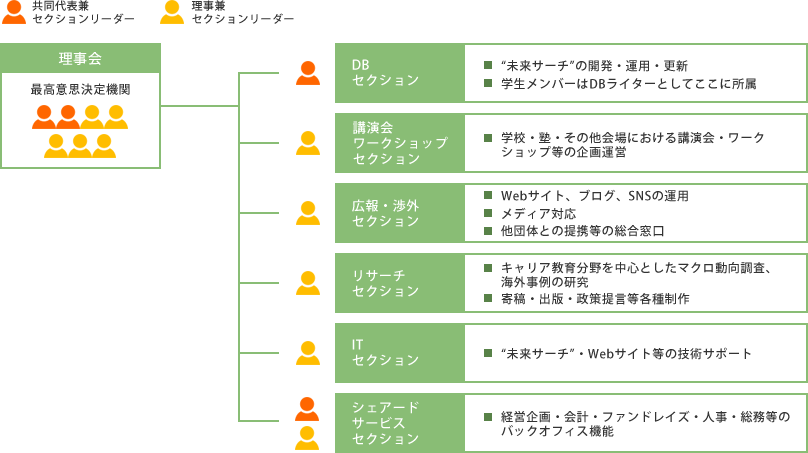 共同代表兼
セクションリーダー
理事兼
セクションリーダー
理事会
最高意思決定機関
DB
セクション
“未来サーチ”の開発・運用・更新
学生メンバーはDBライターとしてここに所属
講演会
ワークショップ
セクション
学校・塾・その他会場における講演会・ワーク
ショップ等の企画運営
広報・渉外
セクション
Webサイト、ブログ、SNSの運用
メディア対応
他団体との提携等の総合窓口
リサーチ
セクション
キャリア教育分野を中心としたマクロ動向調査、
海外事例の研究
寄稿・出版・政策提言等各種制作
IT
セクション
“未来サーチ”・Webサイト等の技術サポート
シェアード
サービス
セクション
経営企画・会計・ファンドレイズ・人事・総務等の
バックオフィス機能